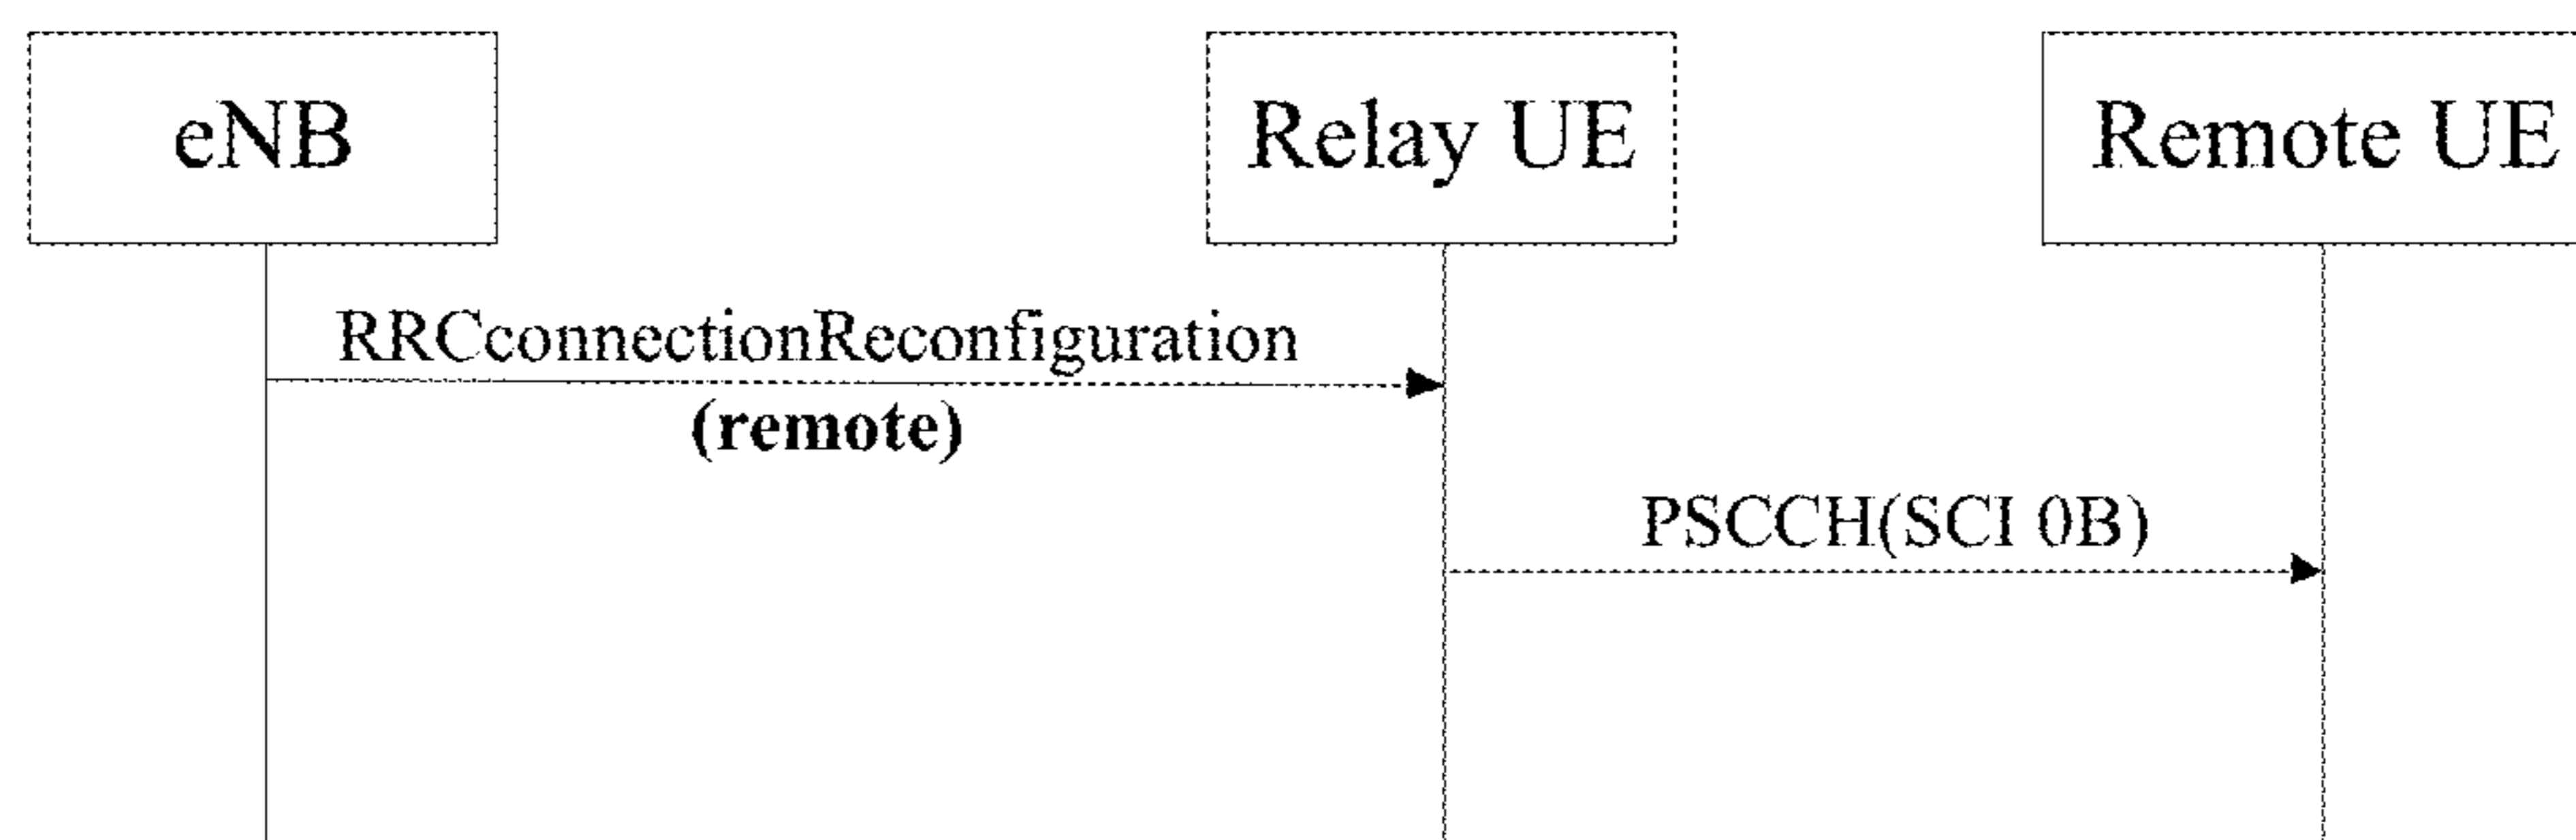 eNB
Relay UE
Remote UE
RRCconnectionReconfiguration
(remote)
PSCCH(SCI 0B)